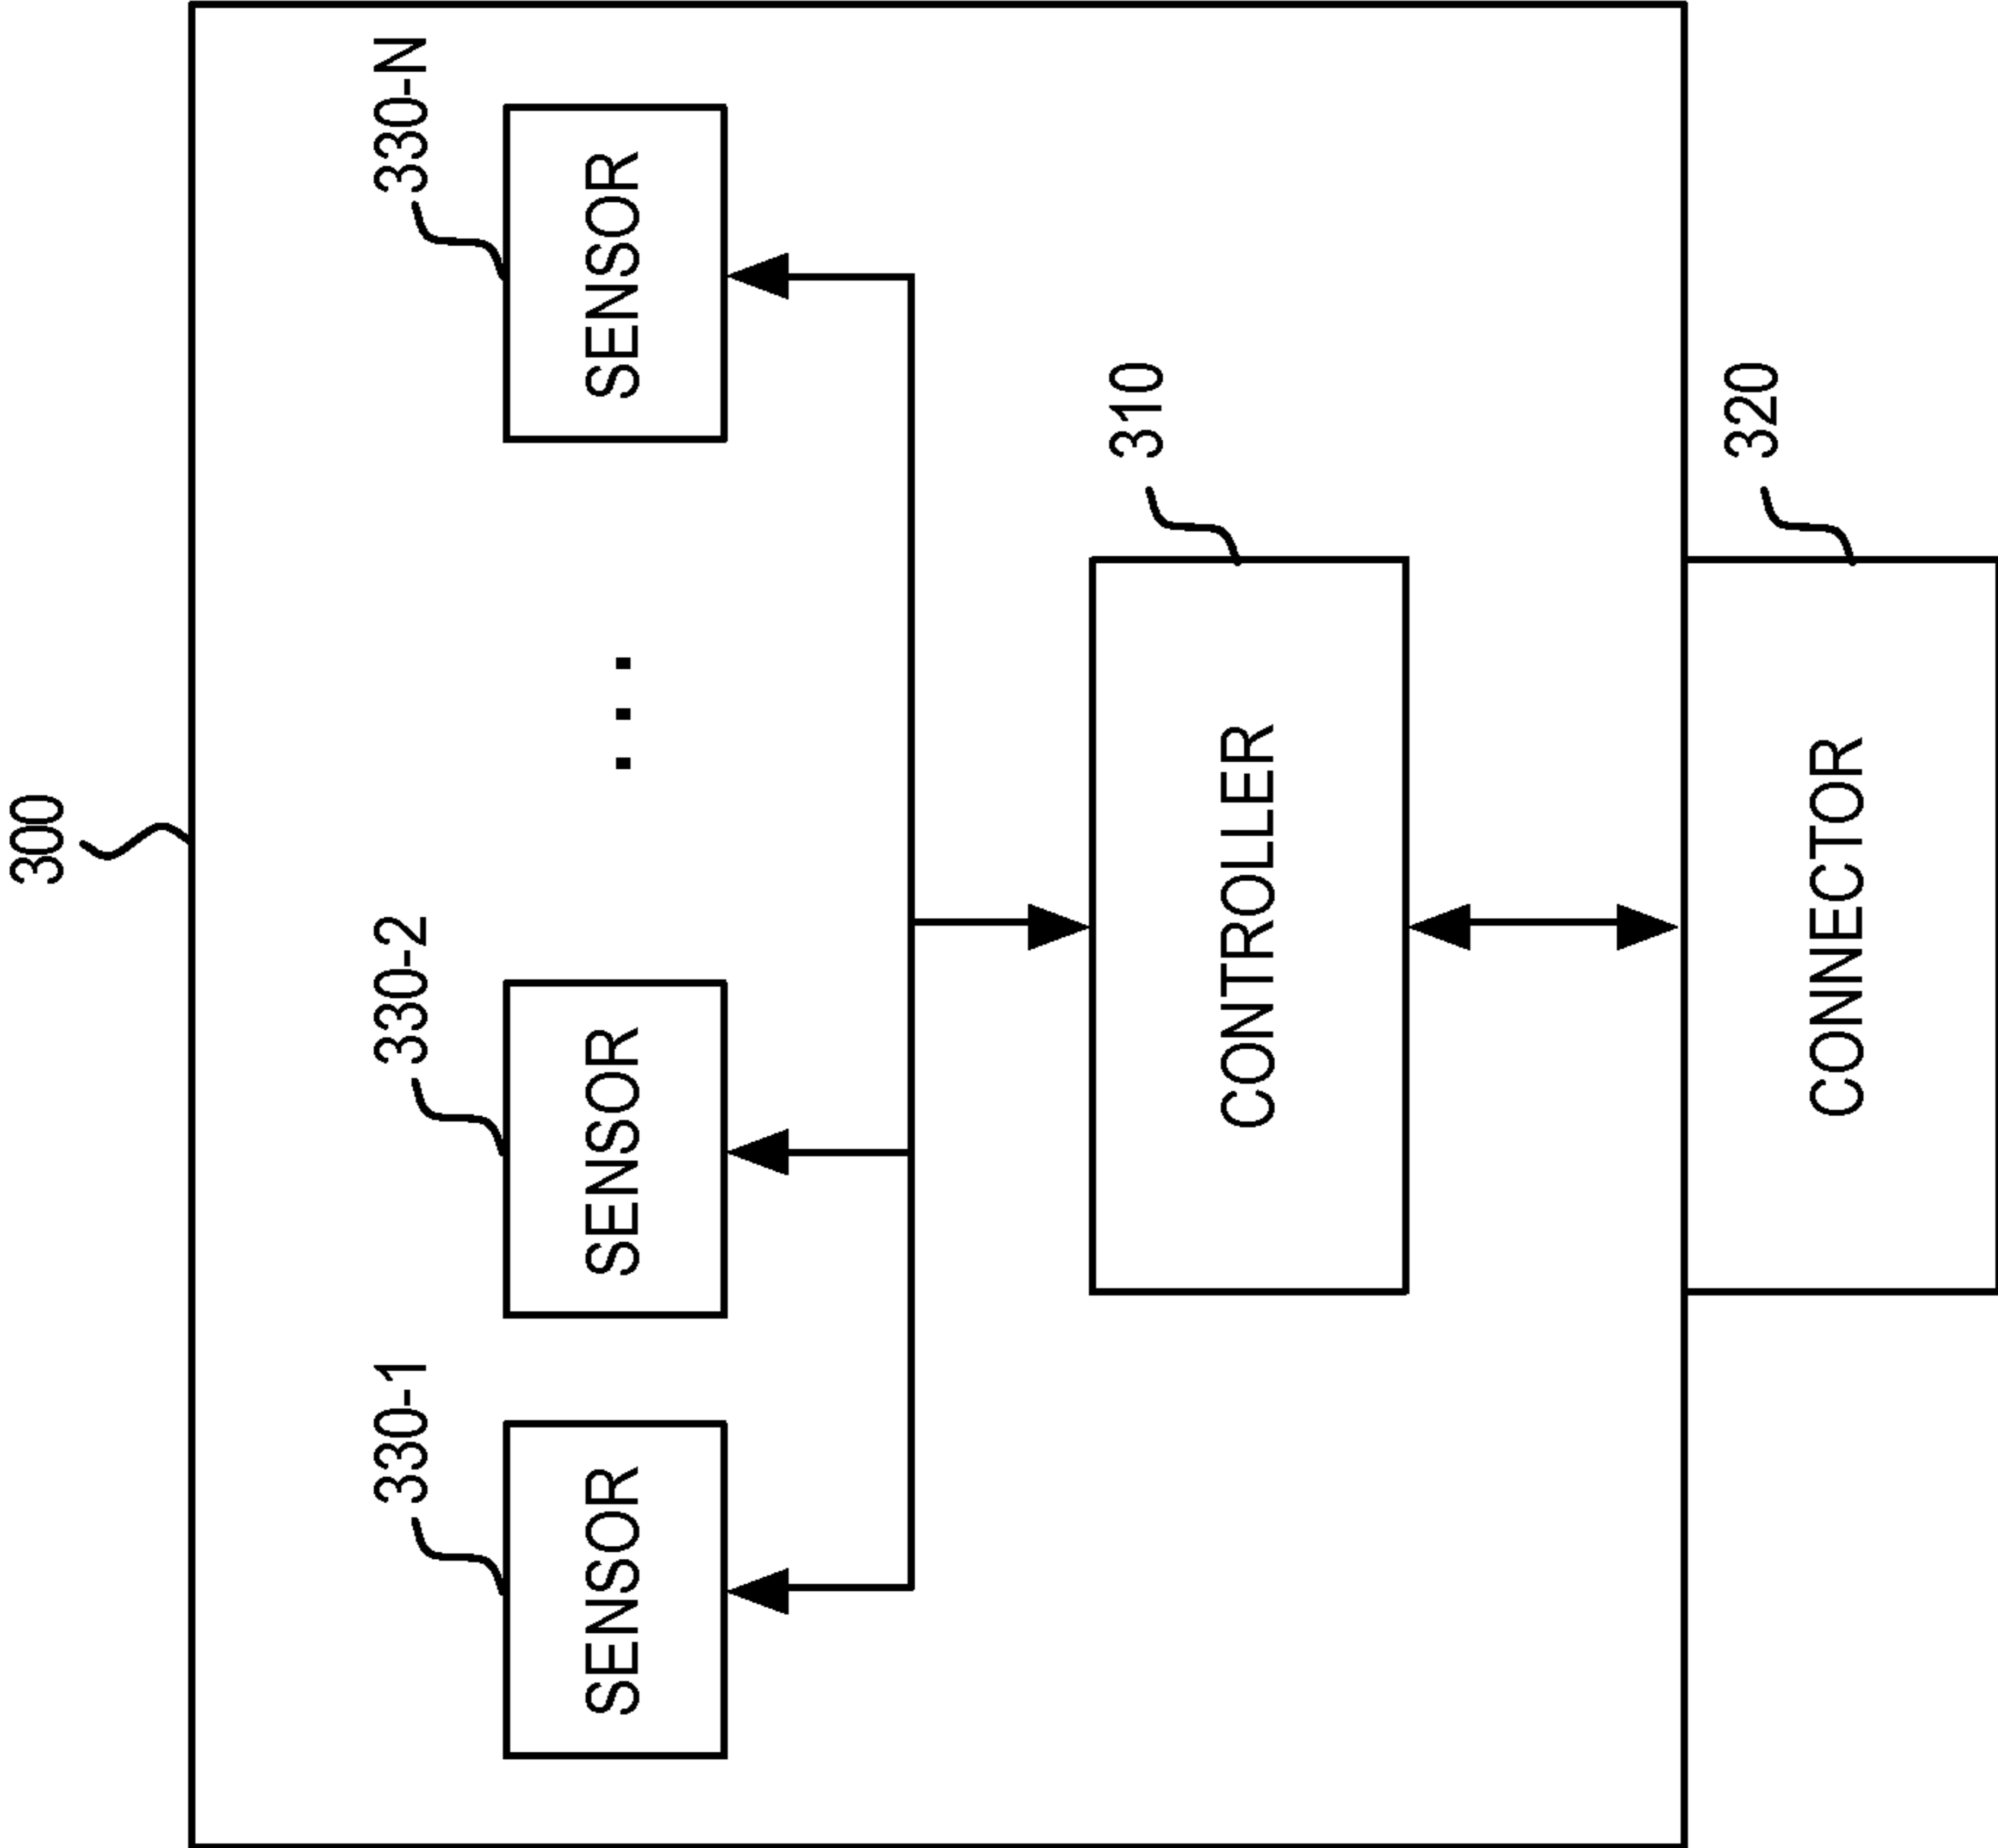 300
330-1
330-2
330-N
SENSOR
SENSOR
SENSOR
310
CONTROLLER
320
CONNECTOR